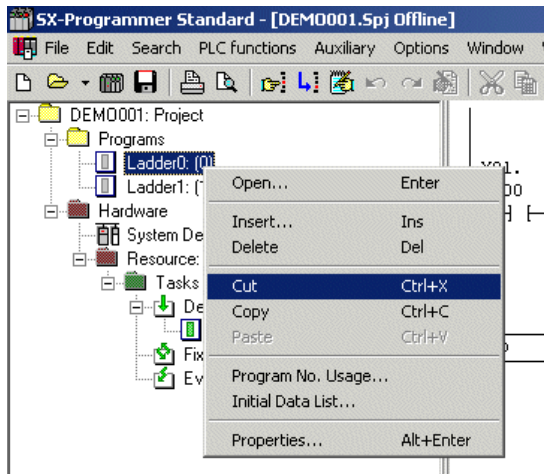 SX-Programmer Standard - [DEMO001.Spj Offline]
File Edit Search PLC functions Auxiliary Options Window
DEMO001: Project
Programs
Ladder0: (0)
Ladder1: (
Hardware
System De
Resource:
Tasks
De
Fix
Ev
Open... Enter
Insert... Ins
Delete Del
Cut Ctrl+X
Copy Ctrl+C
Paste Ctrl+V
Program No. Usage...
Initial Data List...
Properties... Alt+Enter